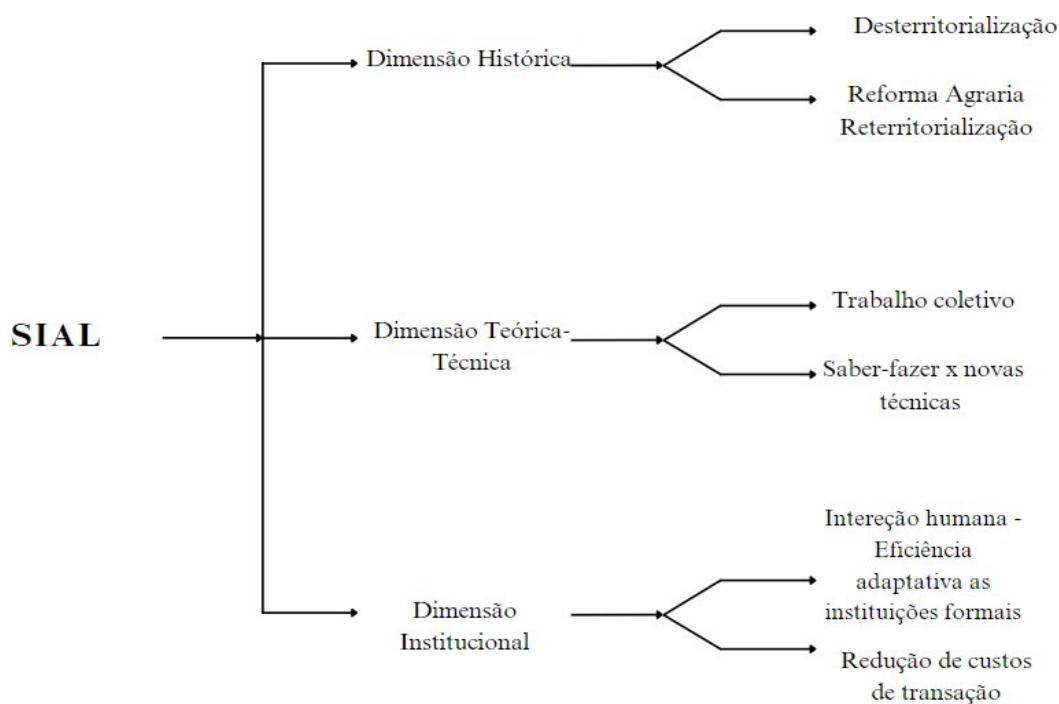 Desterritorialização
Dimensão Histórica
Reforma Agraria
Reterritorialização
SIAL
Dimensão Teórica-
Técnica
Trabalho coletivo
Saber-fazer x novas
técnicas
Dimensão
Institucional
Intereção humana -
Eficiência
adaptativa as
instituições formais
Redução de custos
de transação